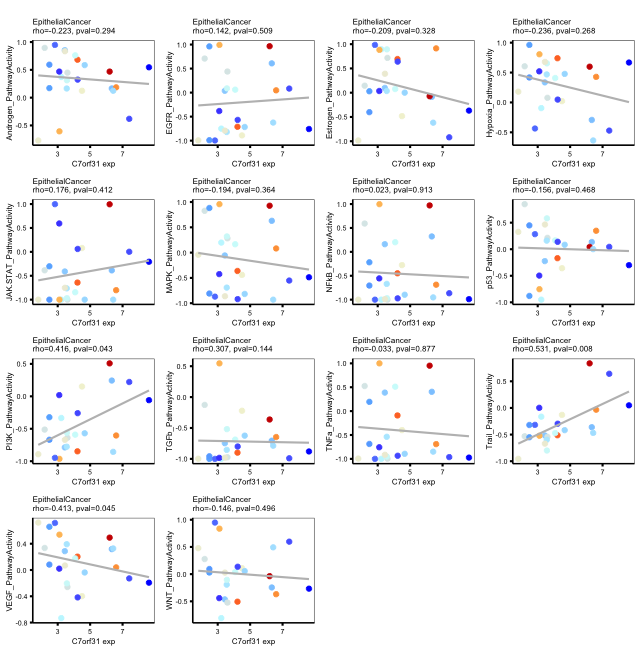 EpithelialCancer
rho=-0.223, pval=0.294
1.0
0.5
0.0
-0.5
3 5 7
C7orf31 exp
Androgen_PathwayActivity
EpithelialCancer
rho=0.142, pval=0.509
1.0
0.5
0.0
-0.5
-1.0
3 5 7
C7orf31 exp
EGFR_PathwayActivity
EpithelialCancer
rho=-0.209, pval=0.328
1.0
0.5
0.0
-0.5
-1.0
3 5 7
C7orf31 exp
Estrogen_PathwayActivity
EpithelialCancer
rho=-0.236, pval=0.268
1.0
0.5
0.0
-0.5
3 5 7
C7orf31 exp
Hypoxia_PathwayActivity
EpithelialCancer
rho=0.176, pval=0.412
1.0
0.5
0.0
-0.5
-1.0
3 5 7
C7orf31 exp
JAK-STAT_PathwayActivity
EpithelialCancer
rho=-0.194, pval=0.364
1.0
0.5
0.0
-0.5
-1.0
3 5 7
C7orf31 exp
MAPK_PathwayActivity
EpithelialCancer
rho=0.023, pval=0.913
1.0
0.5
0.0
-0.5
-1.0
3 5 7
C7orf31 exp
NFkB_PathwayActivity
EpithelialCancer
rho=-0.156, pval=0.468
1.0
0.5
0.0
-0.5
-1.0
3 5 7
C7orf31 exp
p53_PathwayActivity
EpithelialCancer
rho=0.416, pval=0.043
0.5
0.0
-0.5
-1.0
3 5 7
C7orf31 exp
PI3K_PathwayActivity
EpithelialCancer
rho=0.307, pval=0.144
0.5
0.0
-0.5
-1.0
3 5 7
C7orf31 exp
TGFb_PathwayActivity
EpithelialCancer
rho=-0.033, pval=0.877
1.0
0.5
0.0
-0.5
-1.0
3 5 7
C7orf31 exp
TNFa_PathwayActivity
EpithelialCancer
rho=0.531, pval=0.008
0.5
0.0
-0.5
-1.0
3 5 7
C7orf31 exp
Trail_PathwayActivity
EpithelialCancer
rho=-0.413, pval=0.045
0.4
0.0
-0.4
-0.8
3 5 7
C7orf31 exp
VEGF_PathwayActivity
EpithelialCancer
rho=-0.146, pval=0.496
1.0
0.5
0.0
-0.5
3 5 7
C7orf31 exp
WNT_PathwayActivity